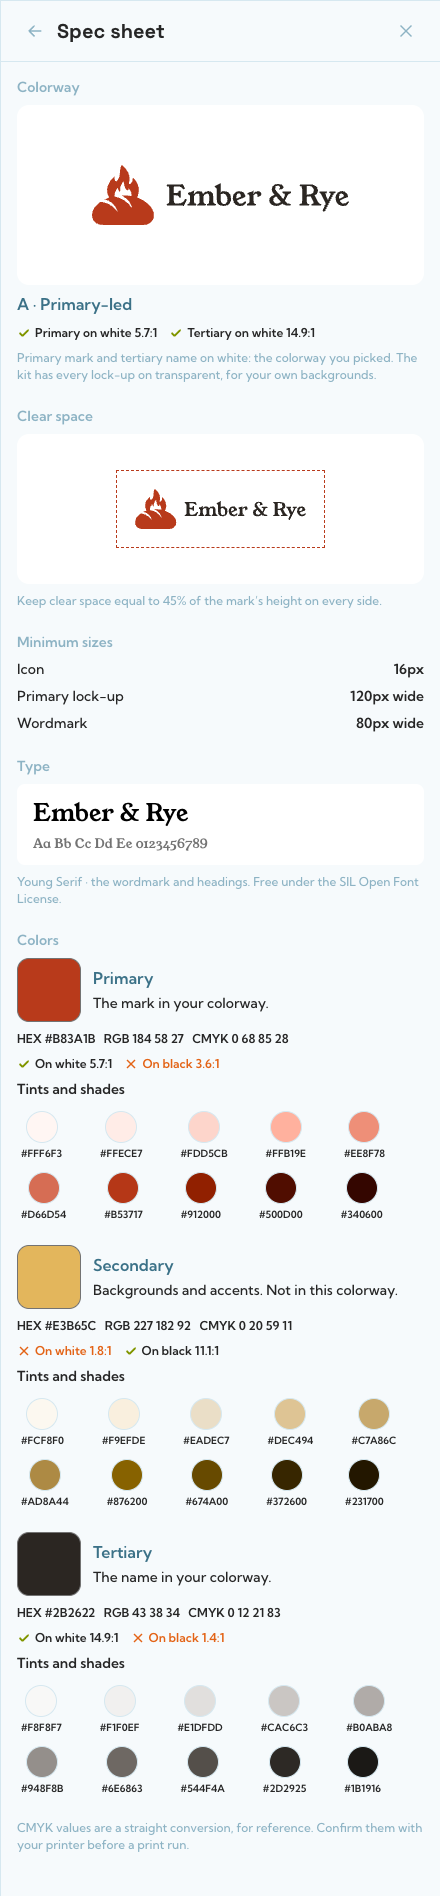 Spec sheet
Colorway
Ember & Rye
A · Primary-led
Primary on white 5.7:1 Tertiary on white 14.9:1
Primary mark and tertiary name on white: the colorway you picked. The
kit has every lock-up on transparent, for your own backgrounds.
Clear space
Ember & Rye
Keep clear space equal to 45% of the mark's height on every side.
Minimum sizes
Icon 16px
Primary lock-up 120px wide
Wordmark 80px wide
Type
Ember & Rye
Aa Bb Cc Dd Ee 0123456789
Young Serif · the wordmark and headings. Free under the SIL Open Font
License.
Colors
Primary
The mark in your colorway.
HEX #B83A1B RGB 184 58 27 CMYK 0 68 85 28
On white 5.7:1 On black 3.6:1
Tints and shades
#FFF6F3 #FFECE7 #FDD5CB #FFB19E #EE8F78
#D66D54 #B53717 #912000 #500D00 #340600
Secondary
Backgrounds and accents. Not in this colorway.
HEX #E3B65C RGB 227 182 92 CMYK 0 20 59 11
On white 1.8:1 On black 11.1:1
Tints and shades
#FCF8F0 #F9EFDE #EADEC7 #DEC494 #C7A86C
#AD8A44 #876200 #674A00 #372600 #231700
Tertiary
The name in your colorway.
HEX #2B2622 RGB 43 38 34 CMYK 0 12 21 83
On white 14.9:1 On black 1.4:1
Tints and shades
#F8F8F7 #F1F0EF #E1DFDD #CAC6C3 #B0ABA8
#948F8B #6E6863 #544F4A #2D2925 #1B1916
CMYK values are a straight conversion, for reference. Confirm them with
your printer before a print run.